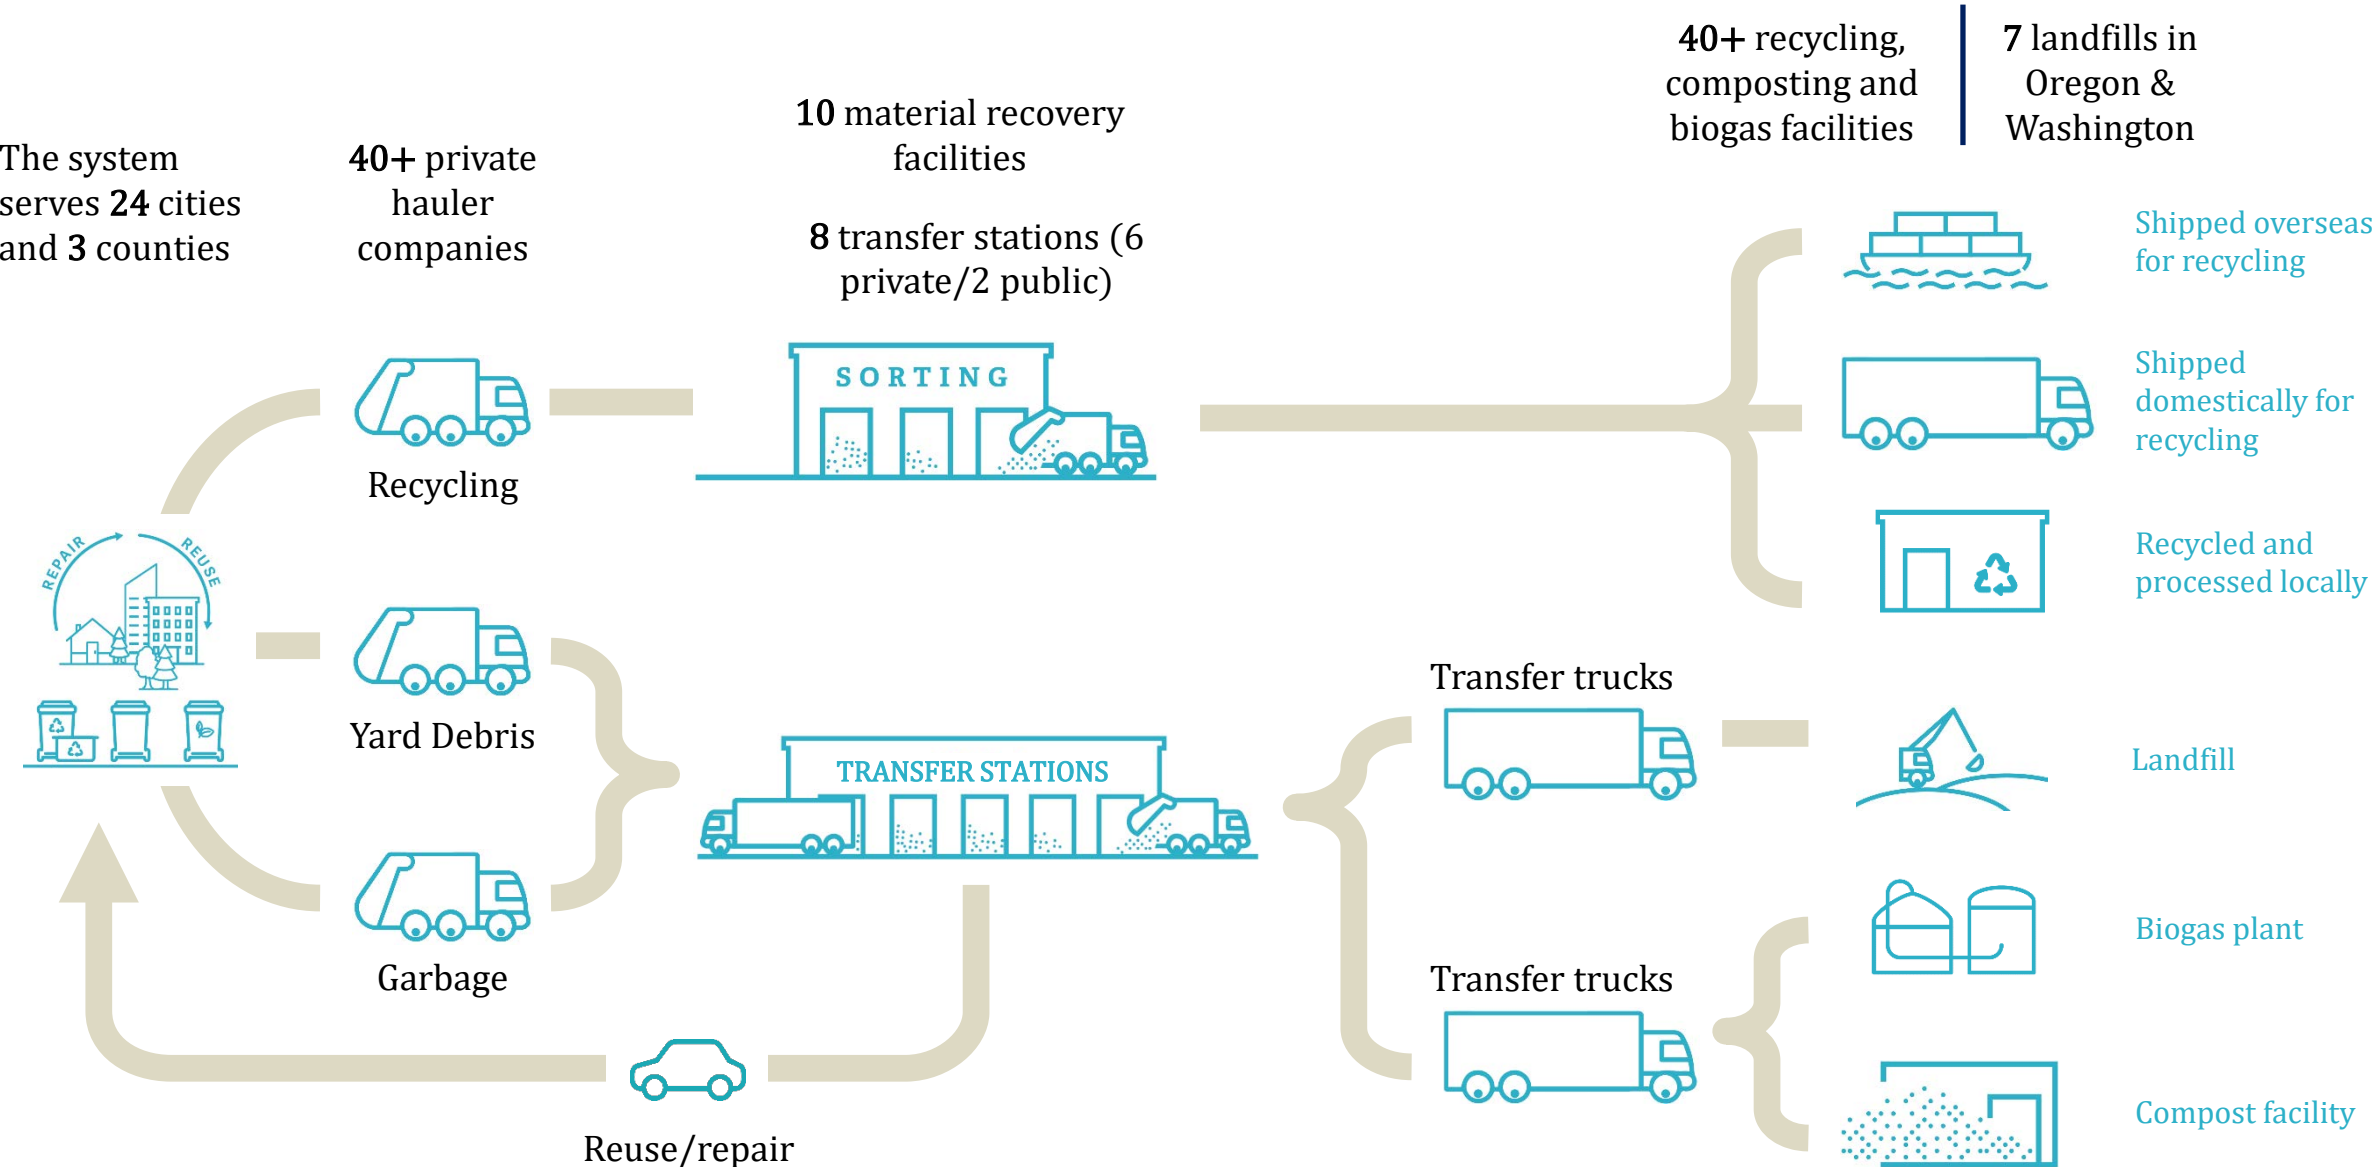 The system
serves 24 cities
and 3 counties
40+ private
hauler
companies
10 material recovery
facilities
8 transfer stations (6
private/2 public)
40+ recycling,
composting and
biogas facilities
7 landfills in
Oregon &
Washington
Shipped overseas
for recycling
SORTING
Shipped
domestically for
recycling
Recycling
REPAIR
REUSE
Recycled and
processed locally
Yard Debris
TRANSFER STATIONS
Transfer trucks
Landfill
Garbage
Transfer trucks
Biogas plant
Compost facility
Reuse/repair